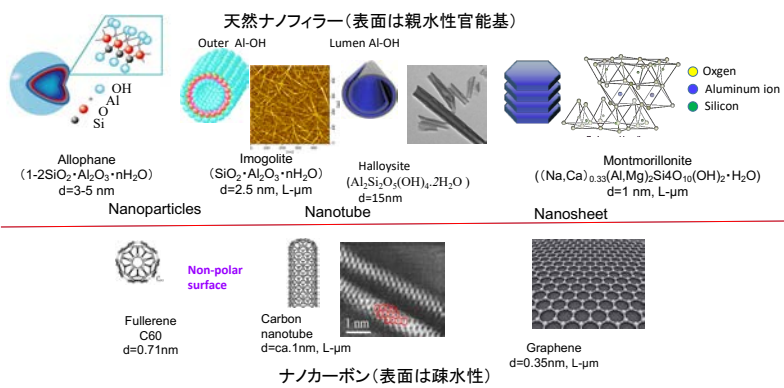 天然ナノフィラー(表面は親水性官能基)
Outer Al-OH
Lumen Al-OH
OH
Al
O
Si
Oxgen
Aluminum ion
Silicon
Allophane
(1-2SiO₂・Al₂O₃・nH₂O)
d=3-5 nm
Imogolite
(SiO₂・Al₂O₃・nH₂O)
d=2.5 nm, L-μm
Halloysite
(Al₂Si₂O₅(OH)₄.2H₂O )
d=15nm
Montmorillonite
((Na,Ca)₀.₃₃(Al,Mg)₂Si4O₁₀(OH)₂・H₂O)
d=1 nm, L-μm
Nanoparticles
Nanotube
Nanosheet
Non-polar
surface
1 nm
Fullerene
C60
d=0.71nm
Carbon
nanotube
d=ca.1nm, L-μm
Graphene
d=0.35nm, L-μm
ナノカーボン(表面は疎水性)